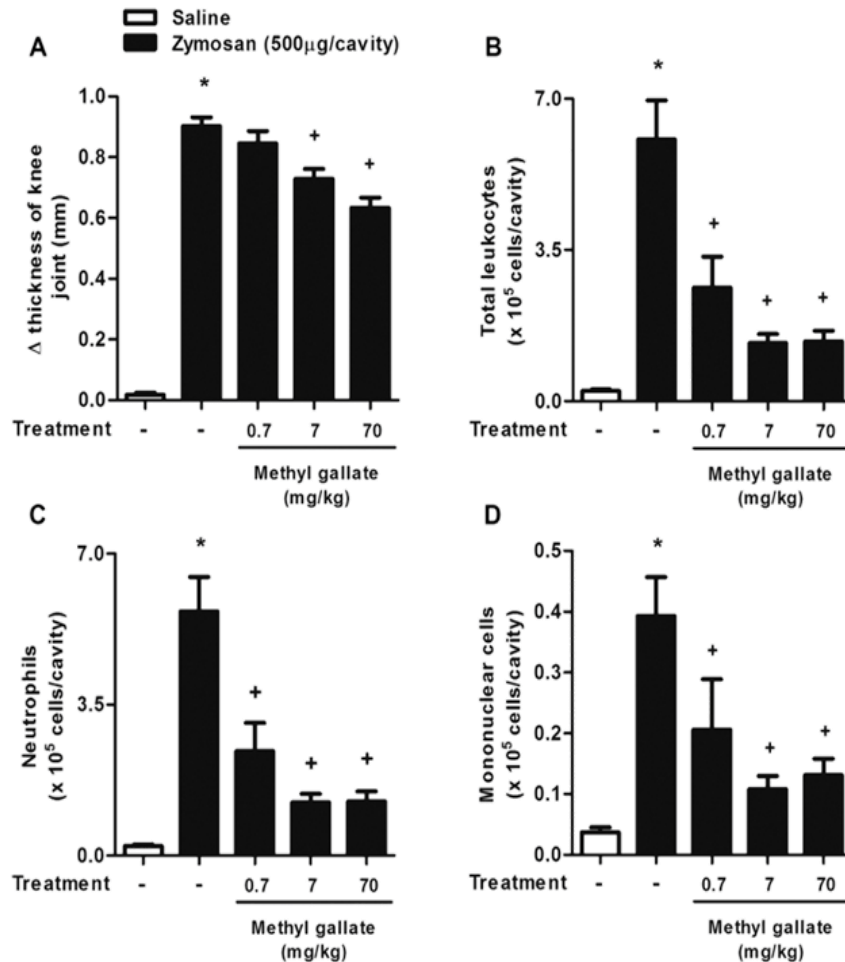 Saline
Zymosan (500µg/cavity)
A
*
+
+
Δ thickness of knee
joint (mm)
1.0
0.8
0.6
0.4
0.2
0.0
Treatment - - 0.7 7 70
Methyl gallate
(mg/kg)
B
*
+
+
+
Total leukocytes
(x 10⁵ cells/cavity)
7.0
3.5
0.0
Treatment - - 0.7 7 70
Methyl gallate
(mg/kg)
C
*
+
+
+
Neutrophils
(x 10⁵ cells/cavity)
7.0
3.5
0.0
Treatment - - 0.7 7 70
Methyl gallate
(mg/kg)
D
*
+
+
+
Mononuclear cells
(x 10⁵ cells/cavity)
0.5
0.4
0.3
0.2
0.1
0.0
Treatment - - 0.7 7 70
Methyl gallate
(mg/kg)